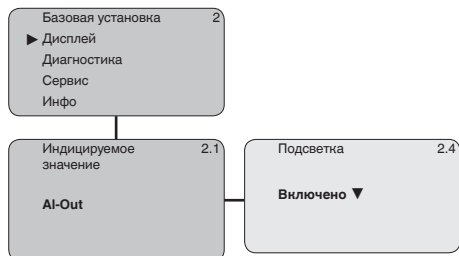 Базовая установка 2
▶ Дисплей
Диагностика
Сервис
Инфо
Индицируемое 2.1
значение
AI-Out
Подсветка 2.4
Включено ▼